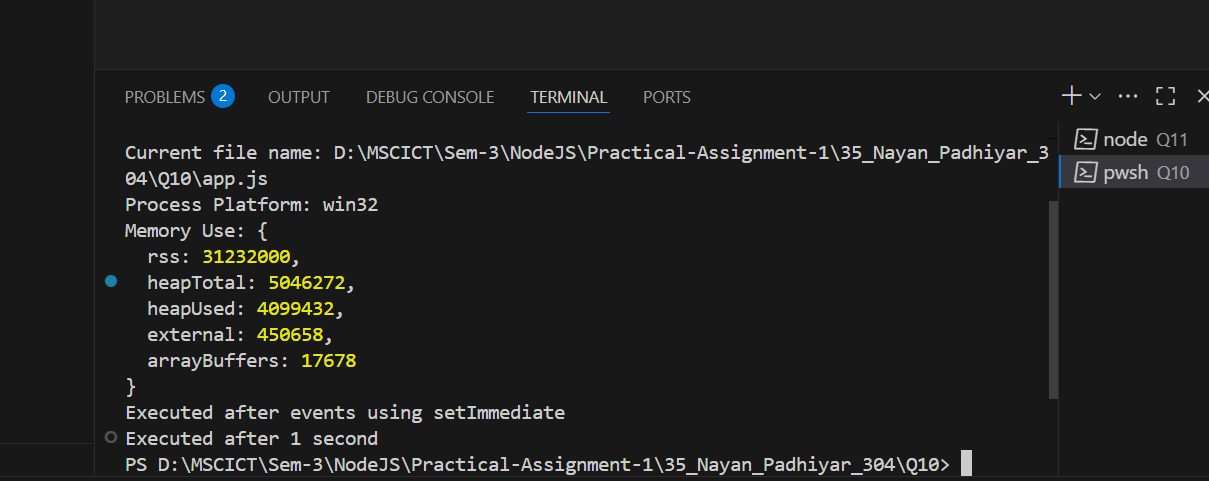 PROBLEMS 2 OUTPUT DEBUG CONSOLE TERMINAL PORTS
node Q11
pwsh Q10
Current file name: D:\MSCICT\Sem-3\NodeJS\Practical-Assignment-1\35_Nayan_Padhiyar_3
04\Q10\app.js
Process Platform: win32
Memory Use: {
  rss: 31232000,
  heapTotal: 5046272,
  heapUsed: 4099432,
  external: 450658,
  arrayBuffers: 17678
}
Executed after events using setImmediate
Executed after 1 second
PS D:\MSCICT\Sem-3\NodeJS\Practical-Assignment-1\35_Nayan_Padhiyar_304\Q10>